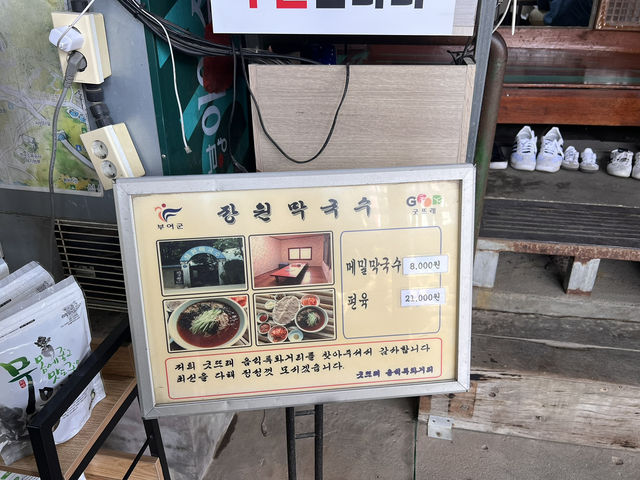 부여군
장원막국수
굿뜨래
메밀막국수 8,000원
편육 21,000원
저희 굿뜨래 음식특화거리를 찾아주셔서 감사합니다
최선을 다해 정성껏 모시겠습니다.
굿뜨래 음식특화거리